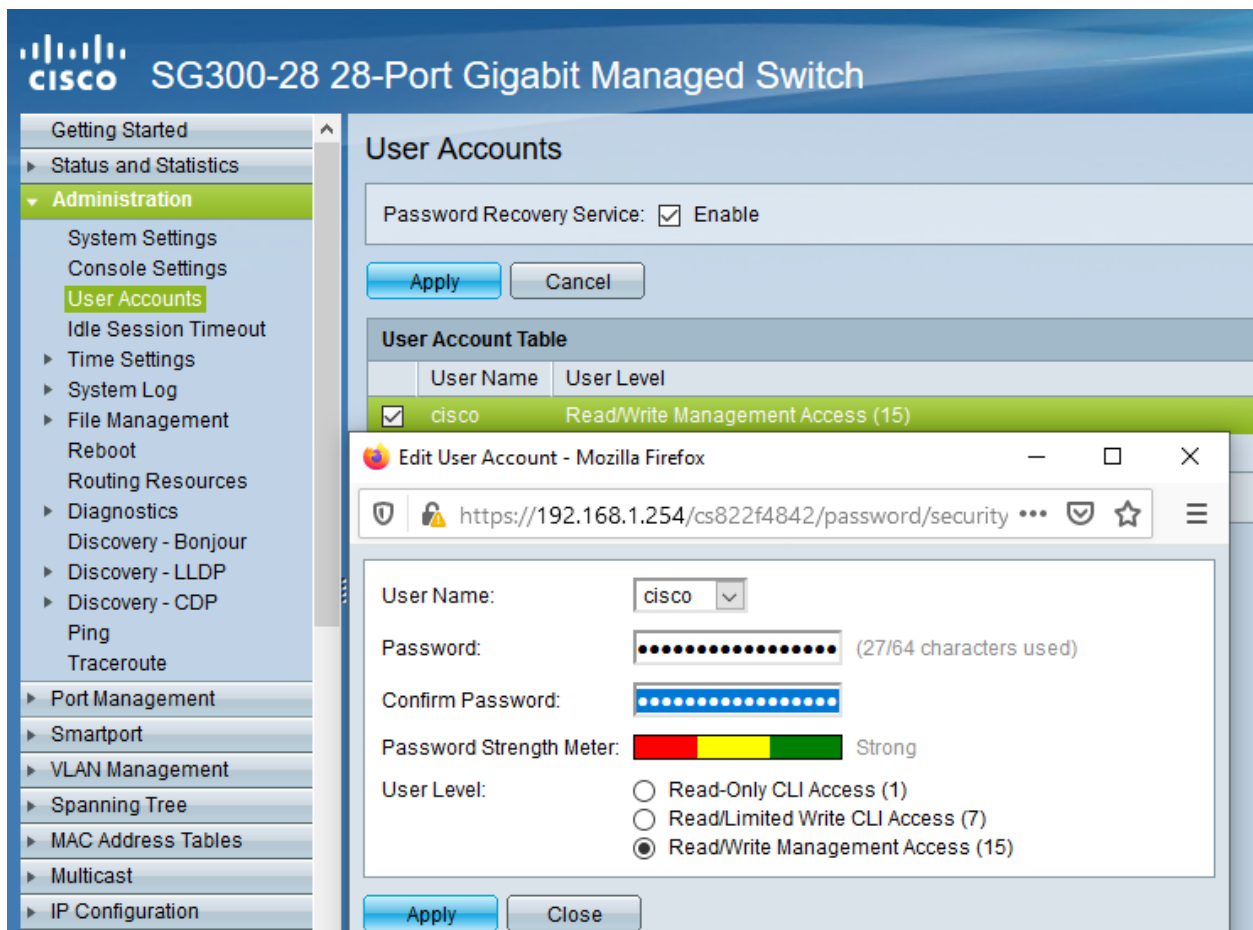 CISCO SG300-28 28-Port Gigabit Managed Switch
Getting Started
Status and Statistics
Administration
System Settings
Console Settings
User Accounts
Idle Session Timeout
Time Settings
System Log
File Management
Reboot
Routing Resources
Diagnostics
Discovery - Bonjour
Discovery - LLDP
Discovery - CDP
Ping
Traceroute
Port Management
Smartport
VLAN Management
Spanning Tree
MAC Address Tables
Multicast
IP Configuration
User Accounts
Password Recovery Service: Enable
Apply Cancel
User Account Table
User Name User Level
cisco Read/Write Management Access (15)
Edit User Account - Mozilla Firefox
https://192.168.1.254/cs822f4842/password/security
User Name: cisco
Password: ••••••••••••••••• (27/64 characters used)
Confirm Password: •••••••••••••••••
Password Strength Meter: Strong
User Level: Read-Only CLI Access (1)
Read/Limited Write CLI Access (7)
Read/Write Management Access (15)
Apply Close